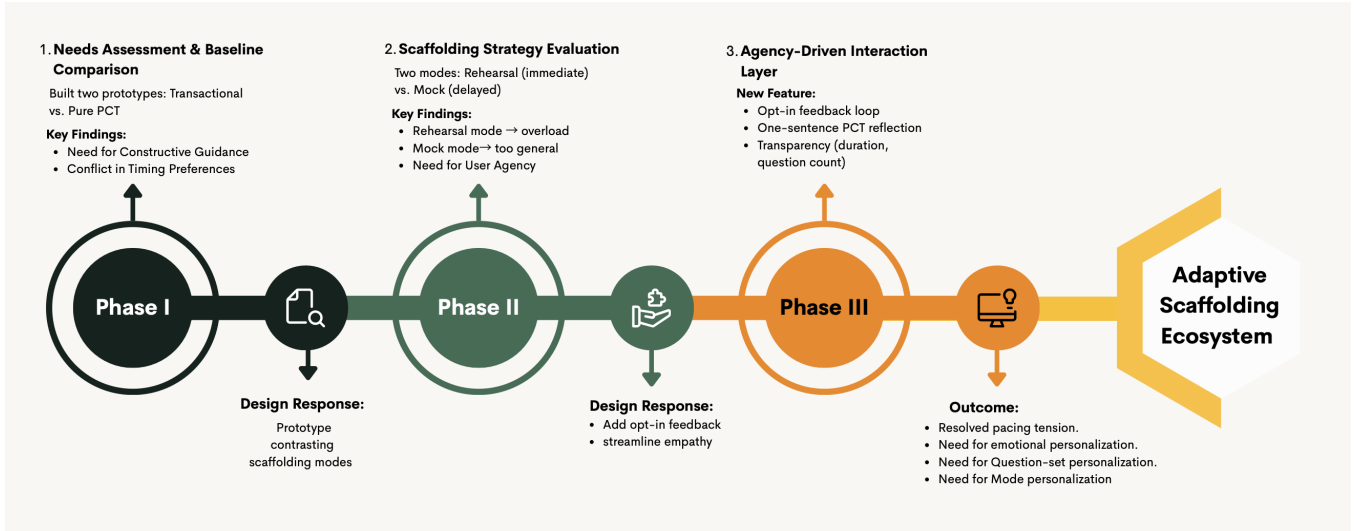 1. Needs Assessment & Baseline
Comparison
Built two prototypes: Transactional
vs. Pure PCT
Key Findings:
• Need for Constructive Guidance
• Conflict in Timing Preferences
2. Scaffolding Strategy Evaluation
Two modes: Rehearsal (immediate)
vs. Mock (delayed)
Key Findings:
• Rehearsal mode → overload
• Mock mode→ too general
• Need for User Agency
3. Agency-Driven Interaction
Layer
New Feature:
• Opt-in feedback loop
• One-sentence PCT reflection
• Transparency (duration,
question count)
Phase I
Phase II
Phase III
Adaptive
Scaffolding
Ecosystem
Design Response:
Prototype
contrasting
scaffolding modes
Design Response:
• Add opt-in feedback
• streamline empathy
Outcome:
• Resolved pacing tension.
• Need for emotional personalization.
• Need for Question-set personalization.
• Need for Mode personalization